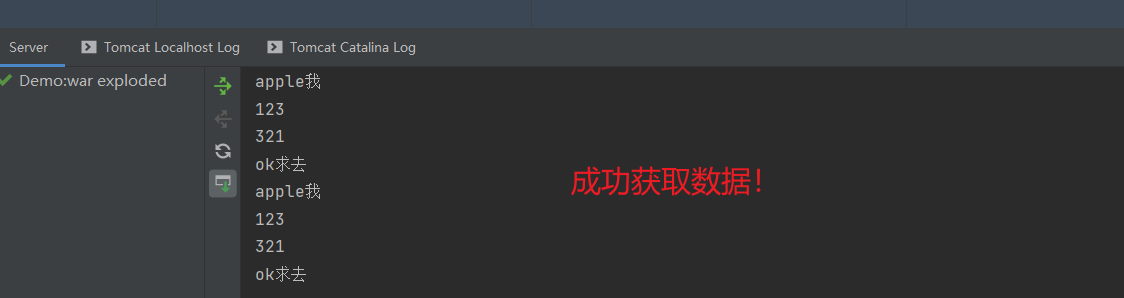 Server Tomcat Localhost Log Tomcat Catalina Log
Demo:war exploded
apple我
123
321
ok求去
apple我
123
321
ok求去
成功获取数据！